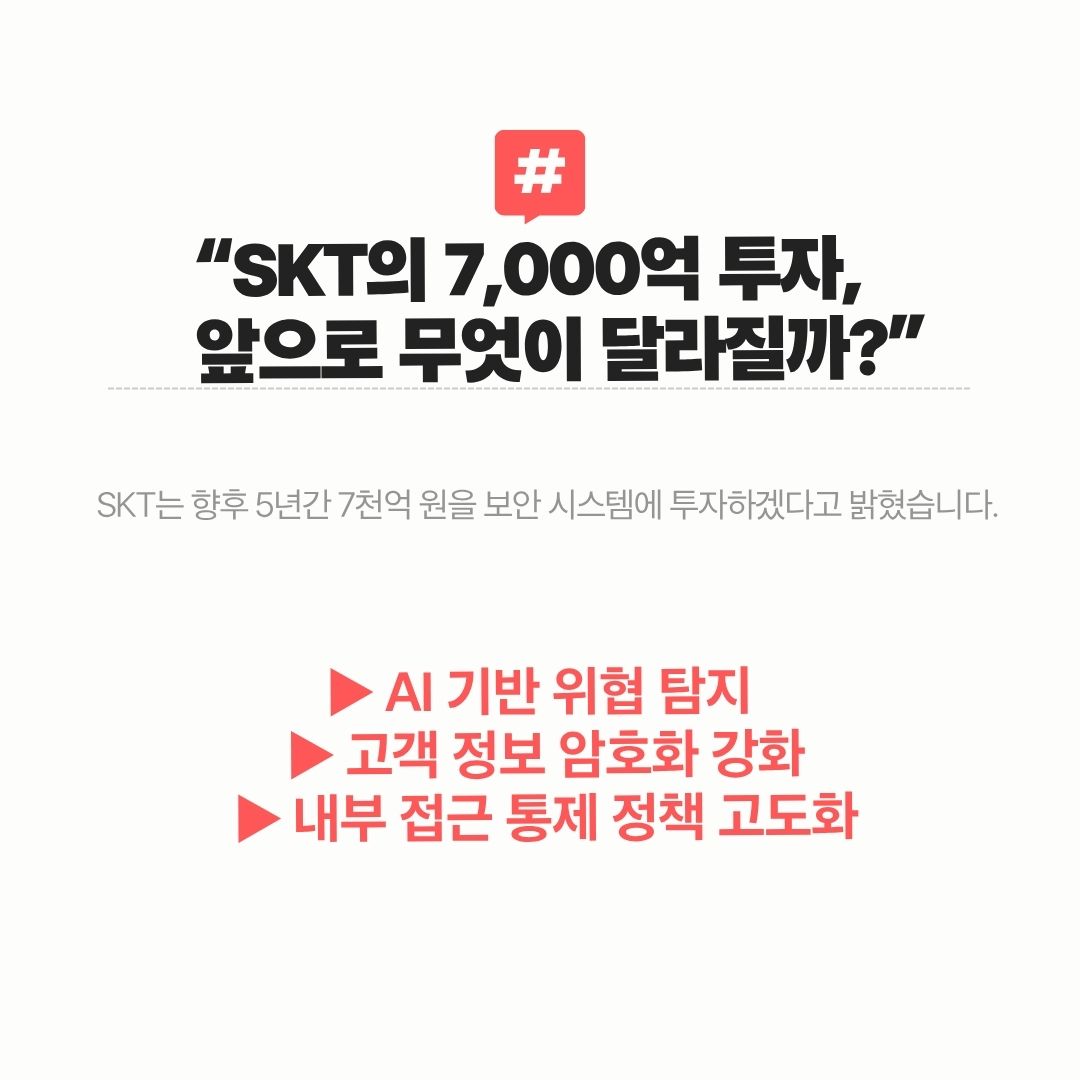 #
“SKT의 7,000억 투자,
앞으로 무엇이 달라질까?”
SKT는 향후 5년간 7천억 원을 보안 시스템에 투자하겠다고 밝혔습니다.
▶ AI 기반 위협 탐지
▶ 고객 정보 암호화 강화
▶ 내부 접근 통제 정책 고도화